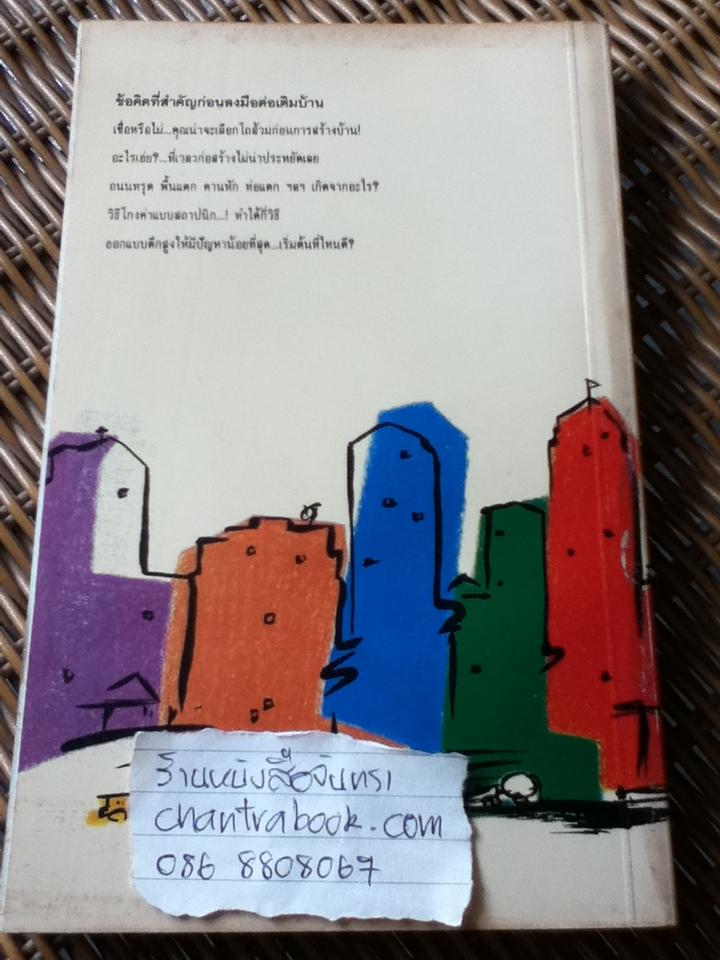 ข้อคิดที่สำคัญก่อนลงมือต่อเติมบ้าน
เชื่อหรือไม่...คุณน่าจะเลือกโถส้วมก่อนการสร้างบ้าน!
อะไรเอ่ย?...ที่เวลาก่อสร้างไม่น่าประหยัดเลย
ถนนทรุด พื้นแตก คานหัก ท่อแตก ฯลฯ เกิดจากอะไร?
วิธีโกงค่าแบบสถาปนิก...! ทำได้กี่วิธี
ออกแบบตึกสูงให้มีปัญหาน้อยที่สุด...เริ่มต้นที่ไหนดี?
ร้านหนังสือจันทรา
chantrabook.com
086 8808067